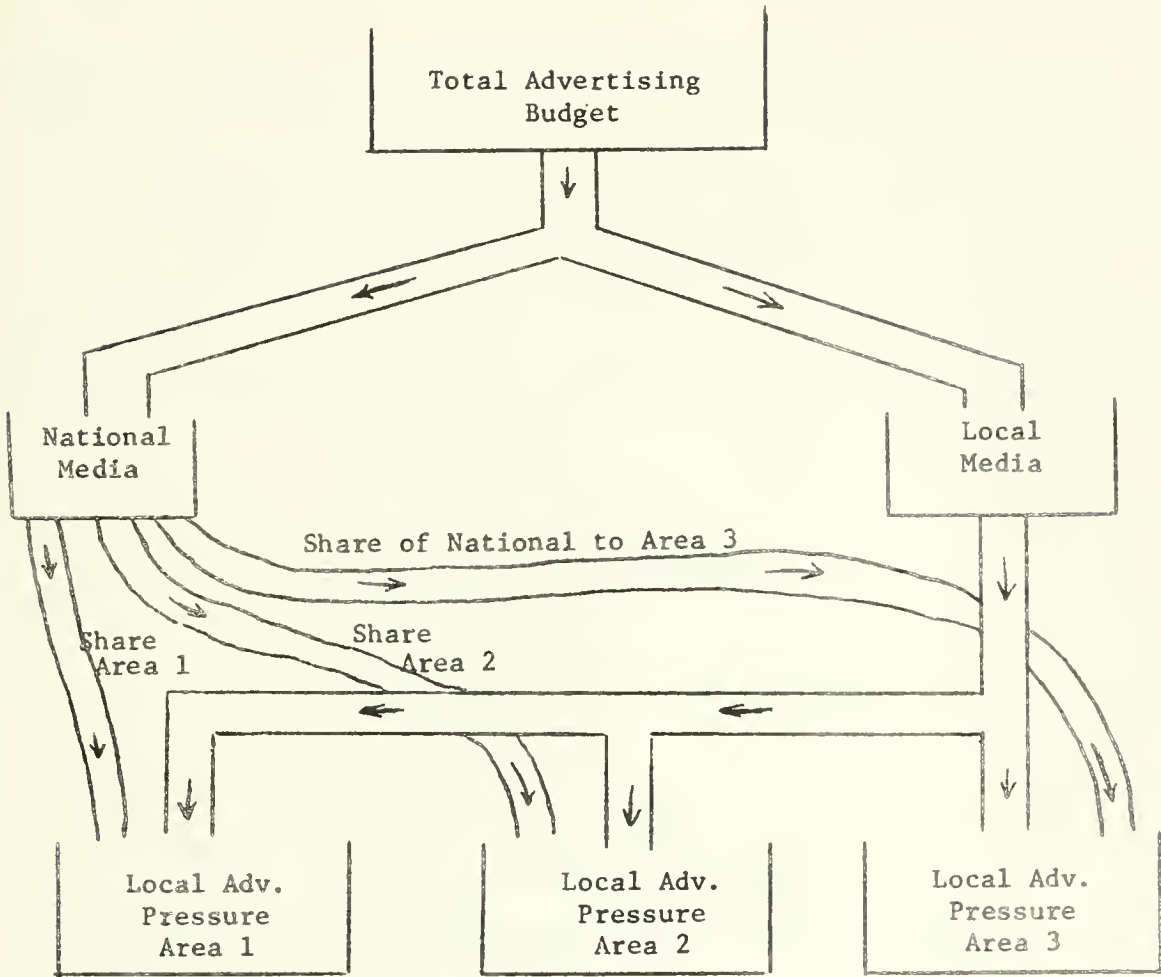 Total Advertising
Budget
National
Media
Local
Media
Share of National to Area 3
Share
Area 1
Share
Area 2
Local Adv.
Pressure
Area 1
Local Adv.
Pressure
Area 2
Local Adv.
Pressure
Area 3